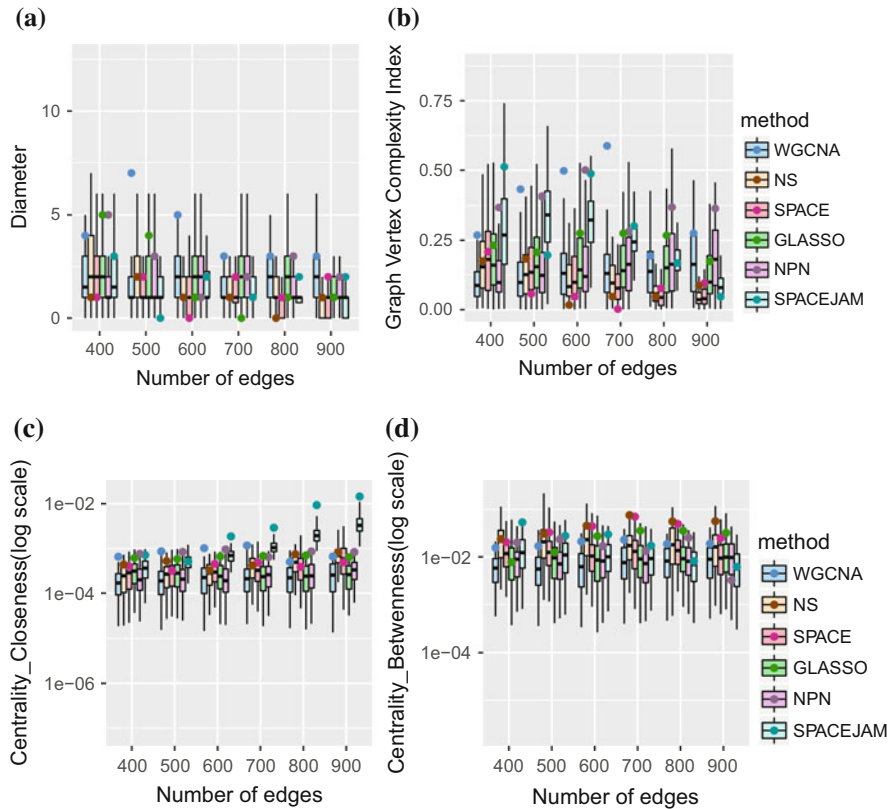 (a)
Diameter
10
5
0
400 500 600 700 800 900
Number of edges
(b)
Graph Vertex Complexity Index
0.75
0.50
0.25
0.00
400 500 600 700 800 900
Number of edges
method
WGCNA
NS
SPACE
GLASSO
NPN
SPACEJAM
(c)
Centrality_Closeness(log scale)
1e−02
1e−04
1e−06
400 500 600 700 800 900
Number of edges
(d)
Centrality_Betwenness(log scale)
1e−02
1e−04
400 500 600 700 800 900
Number of edges
method
WGCNA
NS
SPACE
GLASSO
NPN
SPACEJAM